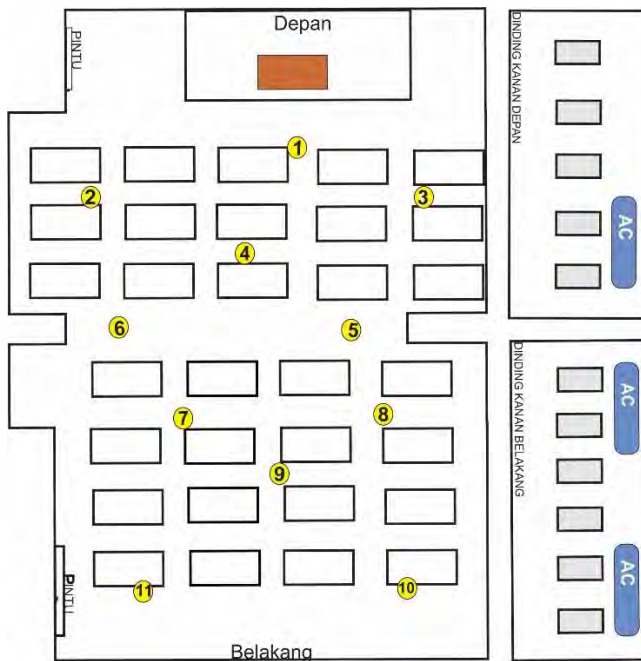 Depan
PINTU
1
2
3
4
6
5
7
8
9
11
10
PINTU
Belakang
DINDING KANAN DEPAN
AC
DINDING KANAN BELAKANG
AC
AC